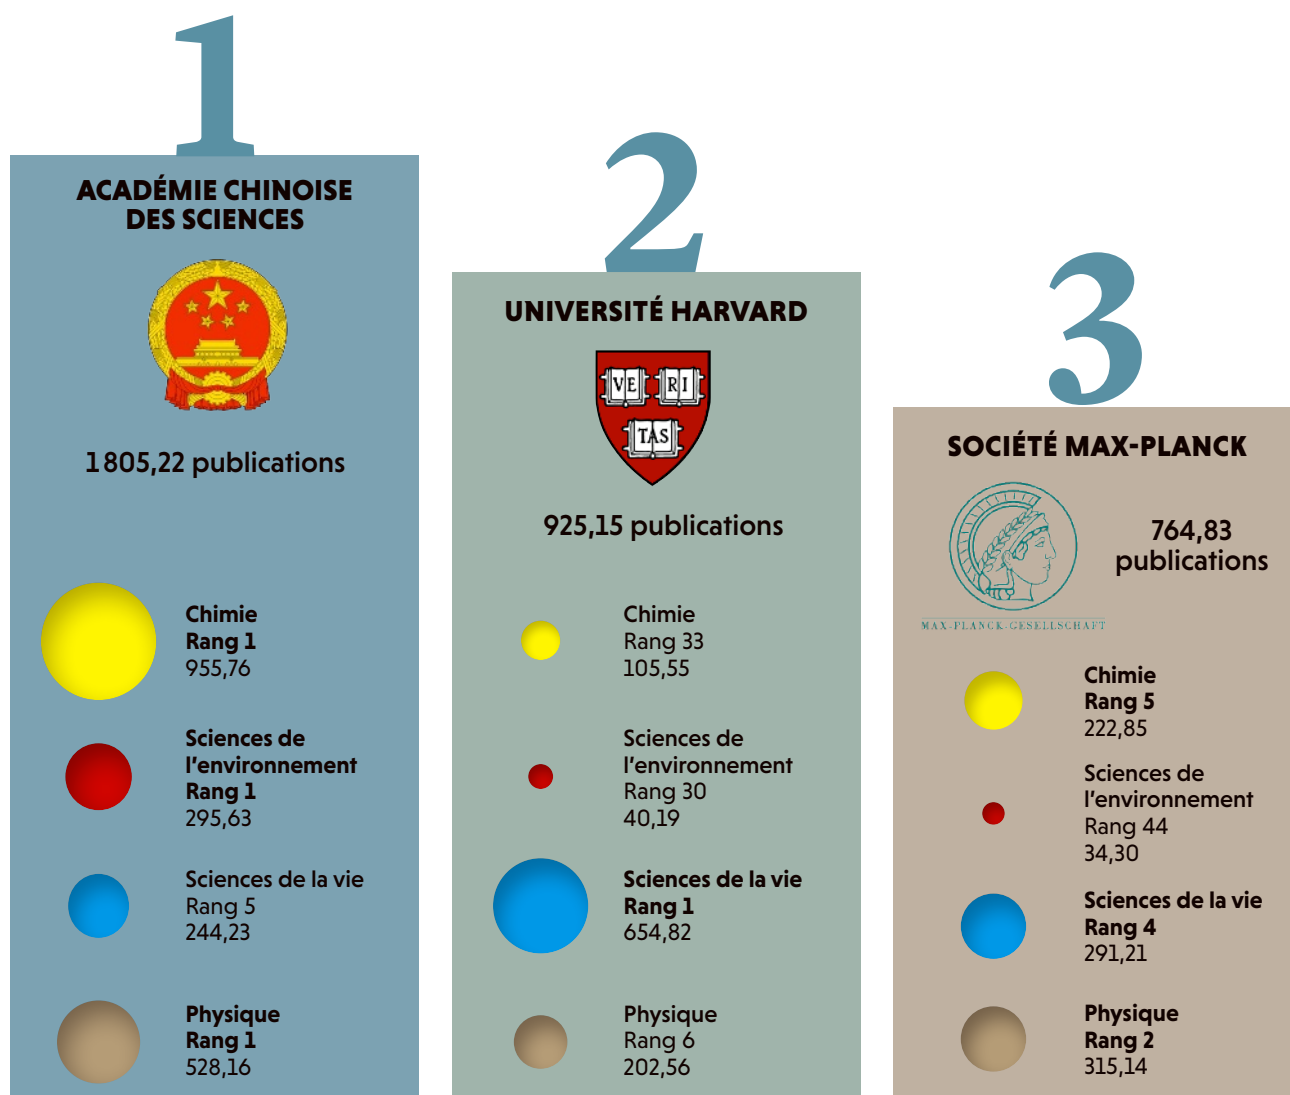 1
ACADÉMIE CHINOISE
DES SCIENCES
1805,22 publications
Chimie
Rang 1
955,76
Sciences de
l'environnement
Rang 1
295,63
Sciences de la vie
Rang 5
244,23
Physique
Rang 1
528,16
2
UNIVERSITÉ HARVARD
VE RI
TAS
925,15 publications
Chimie
Rang 33
105,55
Sciences de
l'environnement
Rang 30
40,19
Sciences de la vie
Rang 1
654,82
Physique
Rang 6
202,56
3
SOCIÉTÉ MAX-PLANCK
764,83
publications
MAX-PLANCK-GESELLSCHAFT
Chimie
Rang 5
222,85
Sciences de
l'environnement
Rang 44
34,30
Sciences de la vie
Rang 4
291,21
Physique
Rang 2
315,14